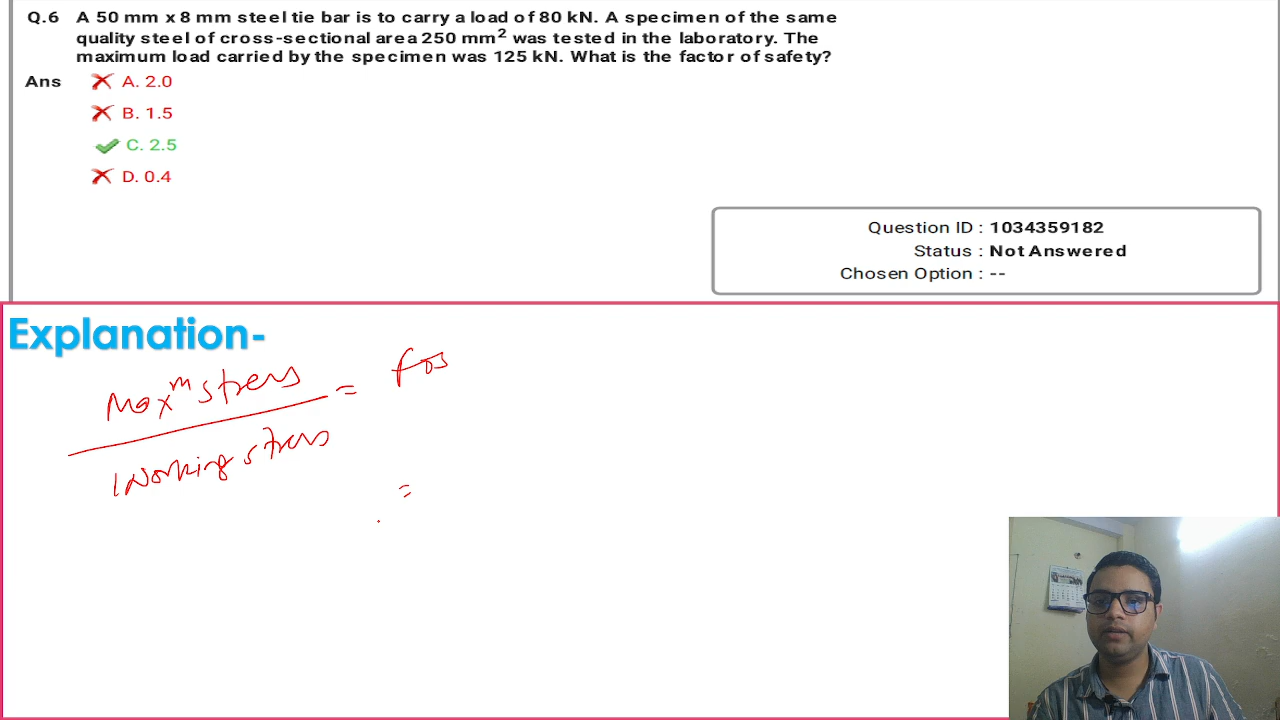 Q.6 A 50 mm x 8 mm steel tie bar is to carry a load of 80 kN. A specimen of the same
quality steel of cross-sectional area 250 mm² was tested in the laboratory. The
maximum load carried by the specimen was 125 kN. What is the factor of safety?
Ans A. 2.0
B. 1.5
C. 2.5
D. 0.4
Question ID : 1034359182
Status : Not Answered
Chosen Option : --
Explanation-
Maxᵐ stress = fos
Working stress
=